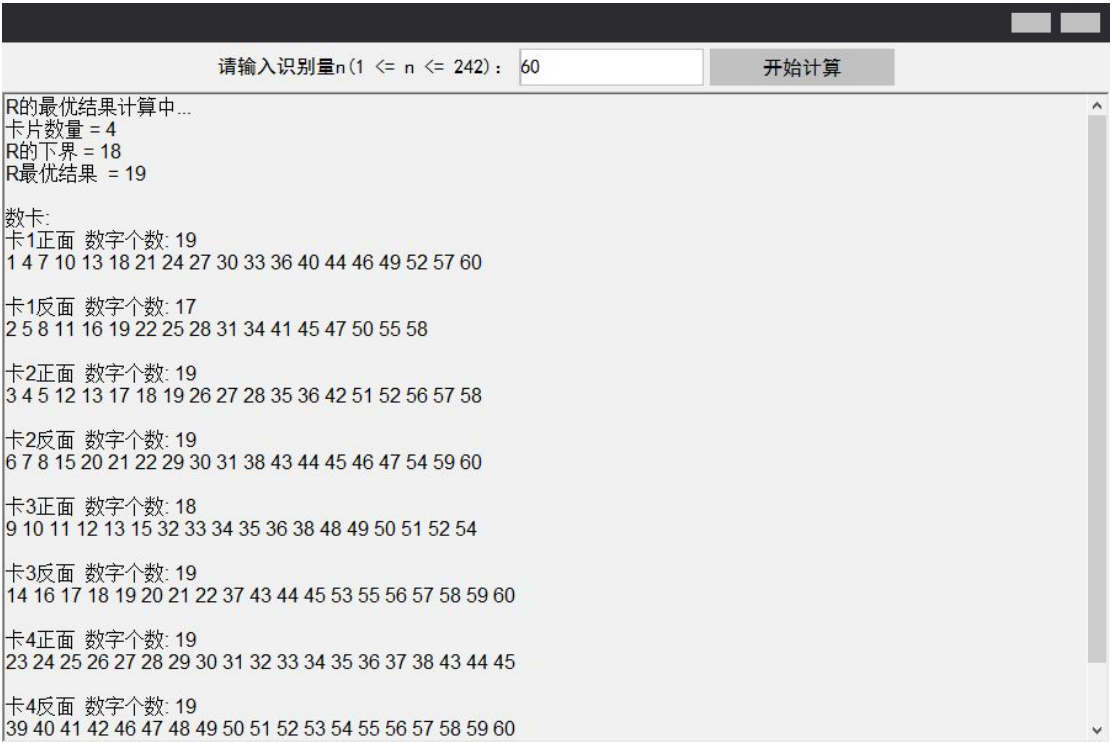 请输入识别量n(1 <= n <= 242): 60 开始计算
R的最优结果计算中...
卡片数量 = 4
R的下界 = 18
R最优结果 = 19
数卡:
卡1正面 数字个数: 19
1 4 7 10 13 18 21 24 27 30 33 36 40 44 46 49 52 57 60
卡1反面 数字个数: 17
2 5 8 11 16 19 22 25 28 31 34 41 45 47 50 55 58
卡2正面 数字个数: 19
3 4 5 12 13 17 18 19 26 27 28 35 36 42 51 52 56 57 58
卡2反面 数字个数: 19
6 7 8 15 20 21 22 29 30 31 38 43 44 45 46 47 54 59 60
卡3正面 数字个数: 18
9 10 11 12 13 15 32 33 34 35 36 38 48 49 50 51 52 54
卡3反面 数字个数: 19
14 16 17 18 19 20 21 22 37 43 44 45 53 55 56 57 58 59 60
卡4正面 数字个数: 19
23 24 25 26 27 28 29 30 31 32 33 34 35 36 37 38 43 44 45
卡4反面 数字个数: 19
39 40 41 42 46 47 48 49 50 51 52 53 54 55 56 57 58 59 60